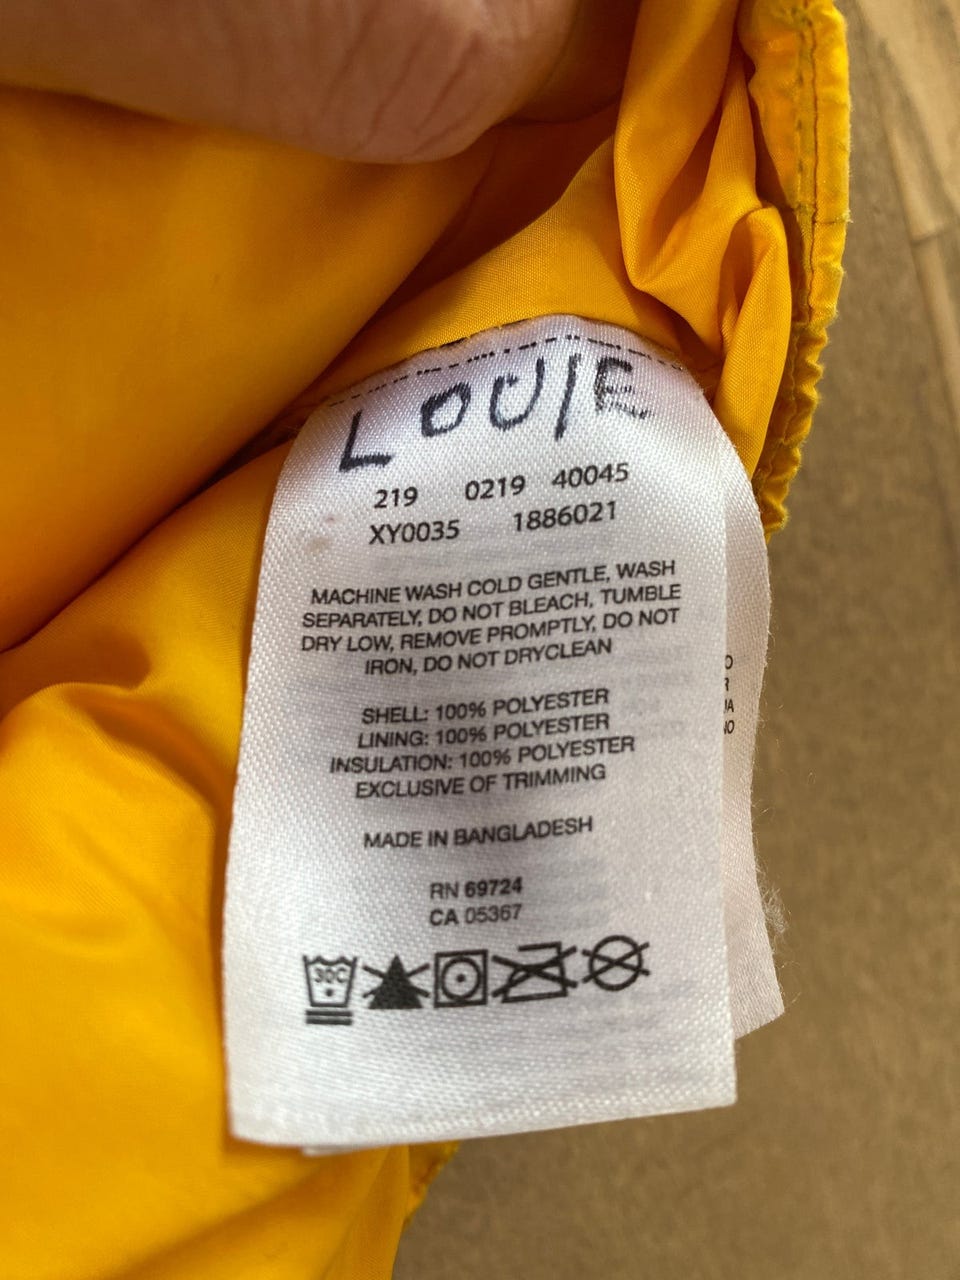 LOUIE
219 0219 40045
XY0035 1886021
MACHINE WASH COLD GENTLE, WASH
SEPARATELY, DO NOT BLEACH, TUMBLE
DRY LOW, REMOVE PROMPTLY, DO NOT
IRON, DO NOT DRYCLEAN
SHELL: 100% POLYESTER
LINING: 100% POLYESTER
INSULATION: 100% POLYESTER
EXCLUSIVE OF TRIMMING
MADE IN BANGLADESH
RN 69724
CA 05367
30C